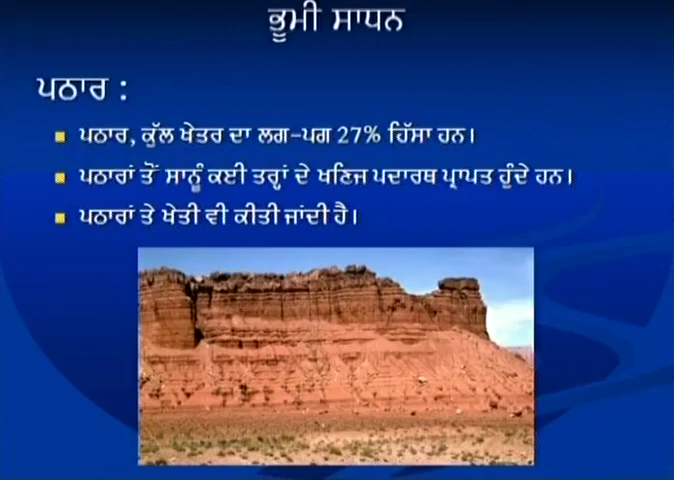 ਭੂਮੀ ਸਾਧਨ
ਪਠਾਰ :
ਪਠਾਰ, ਕੁੱਲ ਖੇਤਰ ਦਾ ਲਗ-ਪਗ 27% ਹਿੱਸਾ ਹਨ।
ਪਠਾਰਾਂ ਤੋਂ ਸਾਨੂੰ ਕਈ ਤਰ੍ਹਾਂ ਦੇ ਖਣਿਜ ਪਦਾਰਥ ਪ੍ਰਾਪਤ ਹੁੰਦੇ ਹਨ।
ਪਠਾਰਾਂ ਤੇ ਖੇਤੀ ਵੀ ਕੀਤੀ ਜਾਂਦੀ ਹੈ।